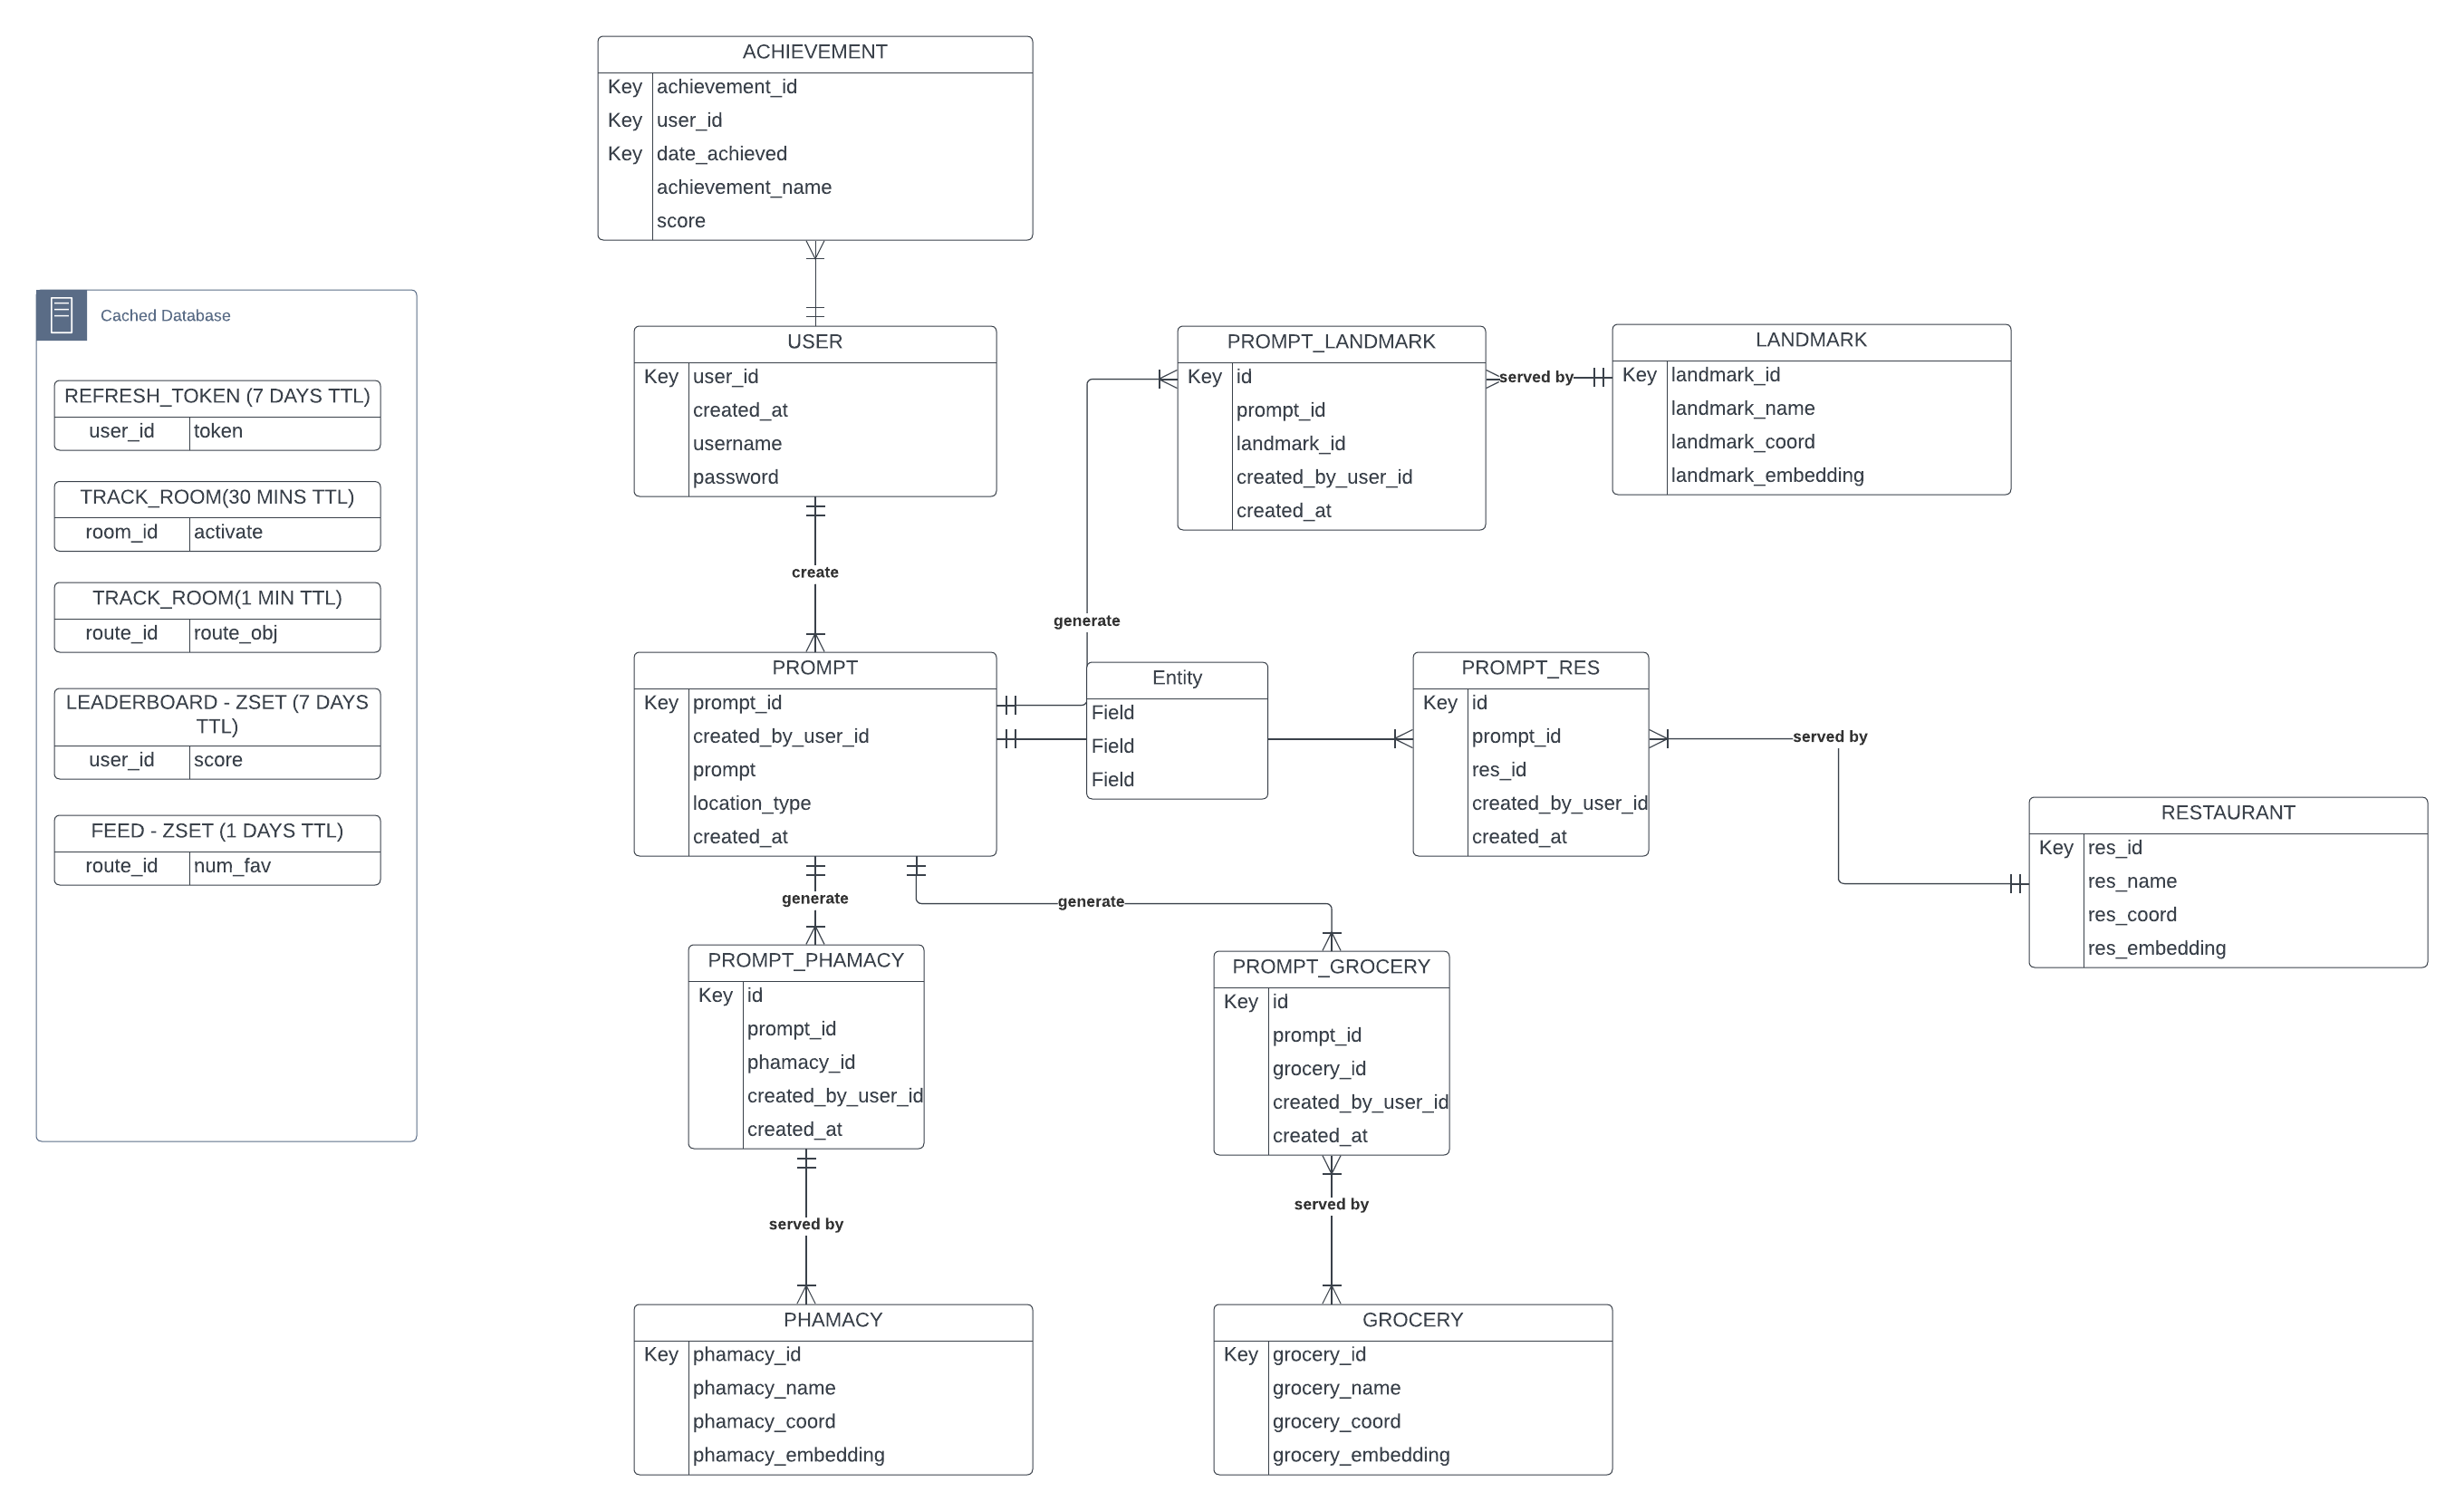 ACHIEVEMENT
Key achievement_id
Key user_id
Key date_achieved
achievement_name
score
Cached Database
REFRESH_TOKEN (7 DAYS TTL)
user_id token
TRACK_ROOM(30 MINS TTL)
room_id activate
TRACK_ROOM(1 MIN TTL)
route_id route_obj
LEADERBOARD - ZSET (7 DAYS
TTL)
user_id score
FEED - ZSET (1 DAYS TTL)
route_id num_fav
USER
Key user_id
created_at
username
password
create
PROMPT_LANDMARK
Key id
prompt_id
landmark_id
created_by_user_id
created_at
served by
LANDMARK
Key landmark_id
landmark_name
landmark_coord
landmark_embedding
generate
PROMPT
Key prompt_id
created_by_user_id
prompt
location_type
created_at
Entity
Field
Field
Field
PROMPT_RES
Key id
prompt_id
res_id
created_by_user_id
created_at
served by
RESTAURANT
Key res_id
res_name
res_coord
res_embedding
generate
generate
PROMPT_PHAMACY
Key id
prompt_id
phamacy_id
created_by_user_id
created_at
PROMPT_GROCERY
Key id
prompt_id
grocery_id
created_by_user_id
created_at
served by
served by
PHAMACY
Key phamacy_id
phamacy_name
phamacy_coord
phamacy_embedding
GROCERY
Key grocery_id
grocery_name
grocery_coord
grocery_embedding